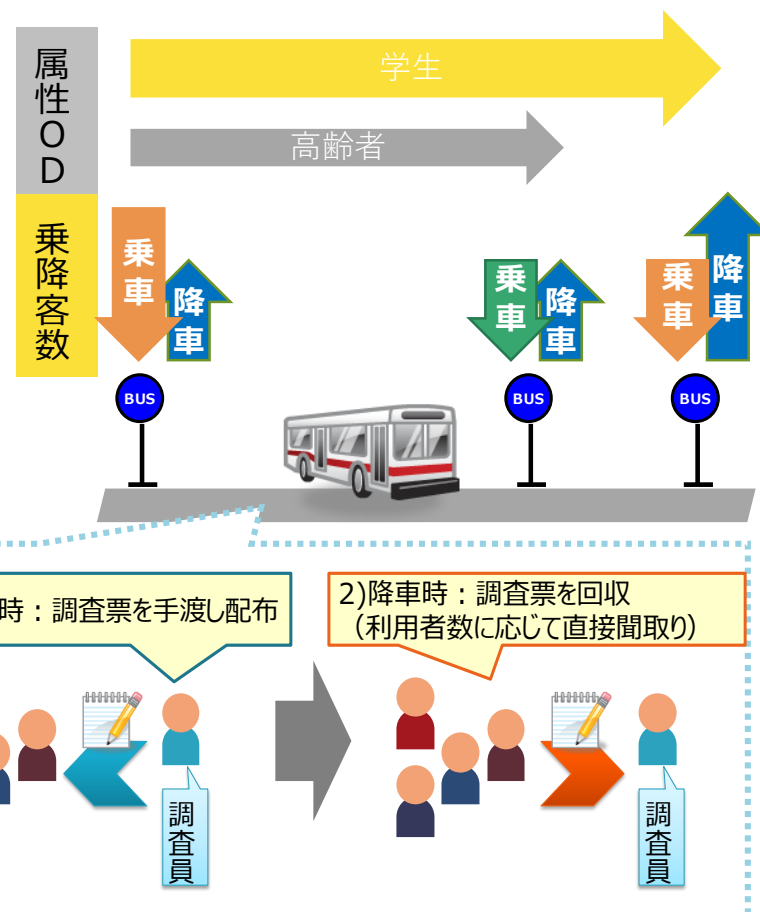 属性OD
学生
高齢者
乗降客数
乗車
降車
乗車
降車
乗車
降車
BUS
BUS
BUS
時：調査票を手渡し配布
2)降車時：調査票を回収
（利用者数に応じて直接聞取り）
調査員
調査員